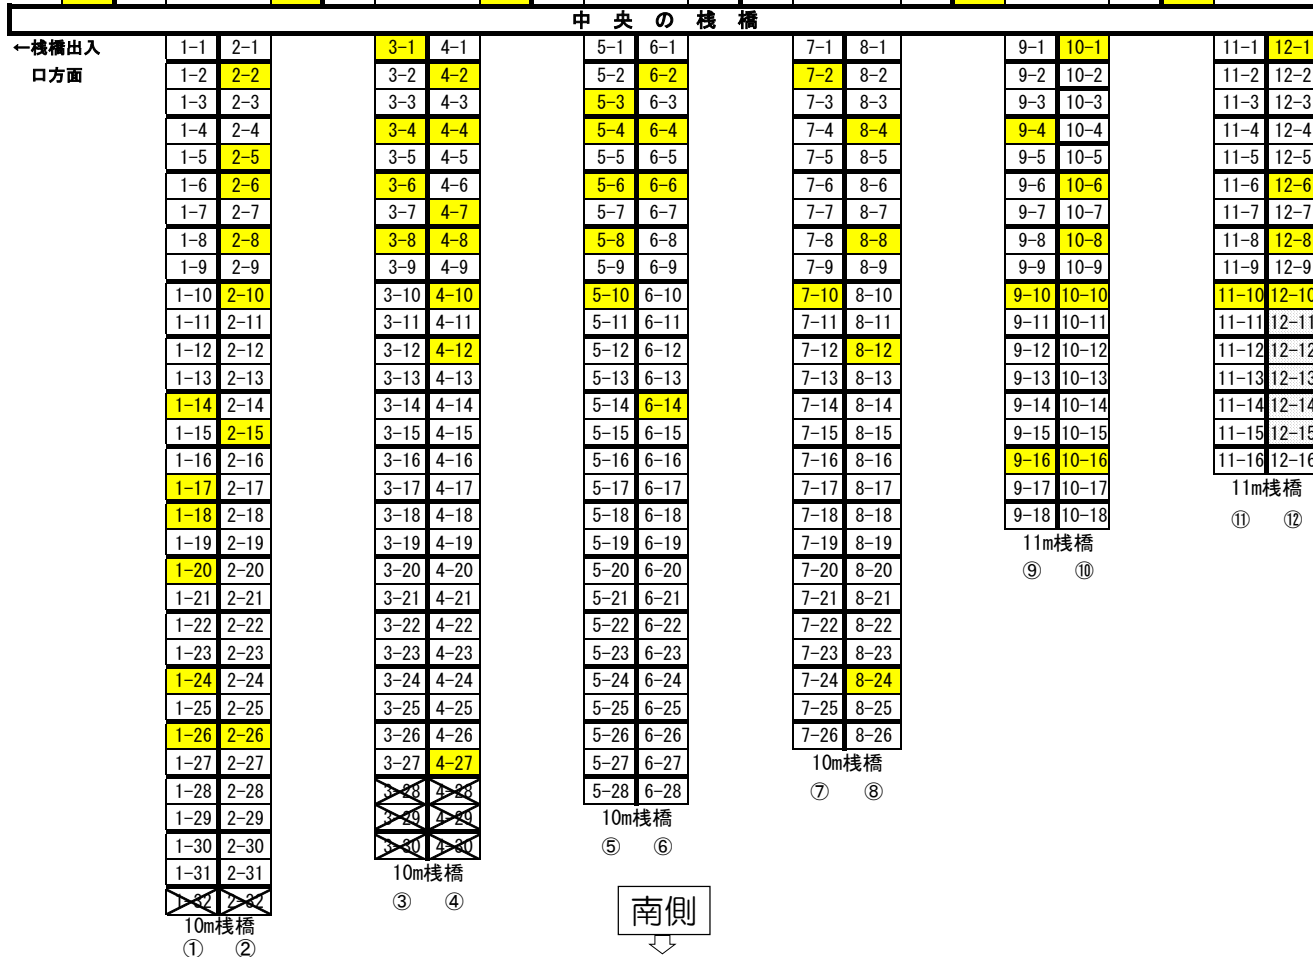 中央の桟橋
←桟橋出入 1-1 2-1 3-1 4-1 5-1 6-1 7-1 8-1 9-1 10-1 11-1 12-1
口方面 1-2 2-2 3-2 4-2 5-2 6-2 7-2 8-2 9-2 10-2 11-2 12-2
1-3 2-3 3-3 4-3 5-3 6-3 7-3 8-3 9-3 10-3 11-3 12-3
1-4 2-4 3-4 4-4 5-4 6-4 7-4 8-4 9-4 10-4 11-4 12-4
1-5 2-5 3-5 4-5 5-5 6-5 7-5 8-5 9-5 10-5 11-5 12-5
1-6 2-6 3-6 4-6 5-6 6-6 7-6 8-6 9-6 10-6 11-6 12-6
1-7 2-7 3-7 4-7 5-7 6-7 7-7 8-7 9-7 10-7 11-7 12-7
1-8 2-8 3-8 4-8 5-8 6-8 7-8 8-8 9-8 10-8 11-8 12-8
1-9 2-9 3-9 4-9 5-9 6-9 7-9 8-9 9-9 10-9 11-9 12-9
1-10 2-10 3-10 4-10 5-10 6-10 7-10 8-10 9-10 10-10 11-10 12-10
1-11 2-11 3-11 4-11 5-11 6-11 7-11 8-11 9-11 10-11 11-11 12-11
1-12 2-12 3-12 4-12 5-12 6-12 7-12 8-12 9-12 10-12 11-12 12-12
1-13 2-13 3-13 4-13 5-13 6-13 7-13 8-13 9-13 10-13 11-13 12-13
1-14 2-14 3-14 4-14 5-14 6-14 7-14 8-14 9-14 10-14 11-14 12-14
1-15 2-15 3-15 4-15 5-15 6-15 7-15 8-15 9-15 10-15 11-15 12-15
1-16 2-16 3-16 4-16 5-16 6-16 7-16 8-16 9-16 10-16 11-16 12-16
1-17 2-17 3-17 4-17 5-17 6-17 7-17 8-17 9-17 10-17 11m桟橋
1-18 2-18 3-18 4-18 5-18 6-18 7-18 8-18 9-18 10-18 ⑪ ⑫
1-19 2-19 3-19 4-19 5-19 6-19 7-19 8-19 11m桟橋
1-20 2-20 3-20 4-20 5-20 6-20 7-20 8-20 ⑨ ⑩
1-21 2-21 3-21 4-21 5-21 6-21 7-21 8-21
1-22 2-22 3-22 4-22 5-22 6-22 7-22 8-22
1-23 2-23 3-23 4-23 5-23 6-23 7-23 8-23
1-24 2-24 3-24 4-24 5-24 6-24 7-24 8-24
1-25 2-25 3-25 4-25 5-25 6-25 7-25 8-25
1-26 2-26 3-26 4-26 5-26 6-26 7-26 8-26
1-27 2-27 3-27 4-27 5-27 6-27 10m桟橋
1-28 2-28 3-28 4-28 5-28 6-28 ⑦ ⑧
1-29 2-29 3-29 4-29 10m桟橋
1-30 2-30 3-30 4-30 ⑤ ⑥
1-31 2-31 10m桟橋
1-32 2-32 ③ ④ 南側
10m桟橋
① ②